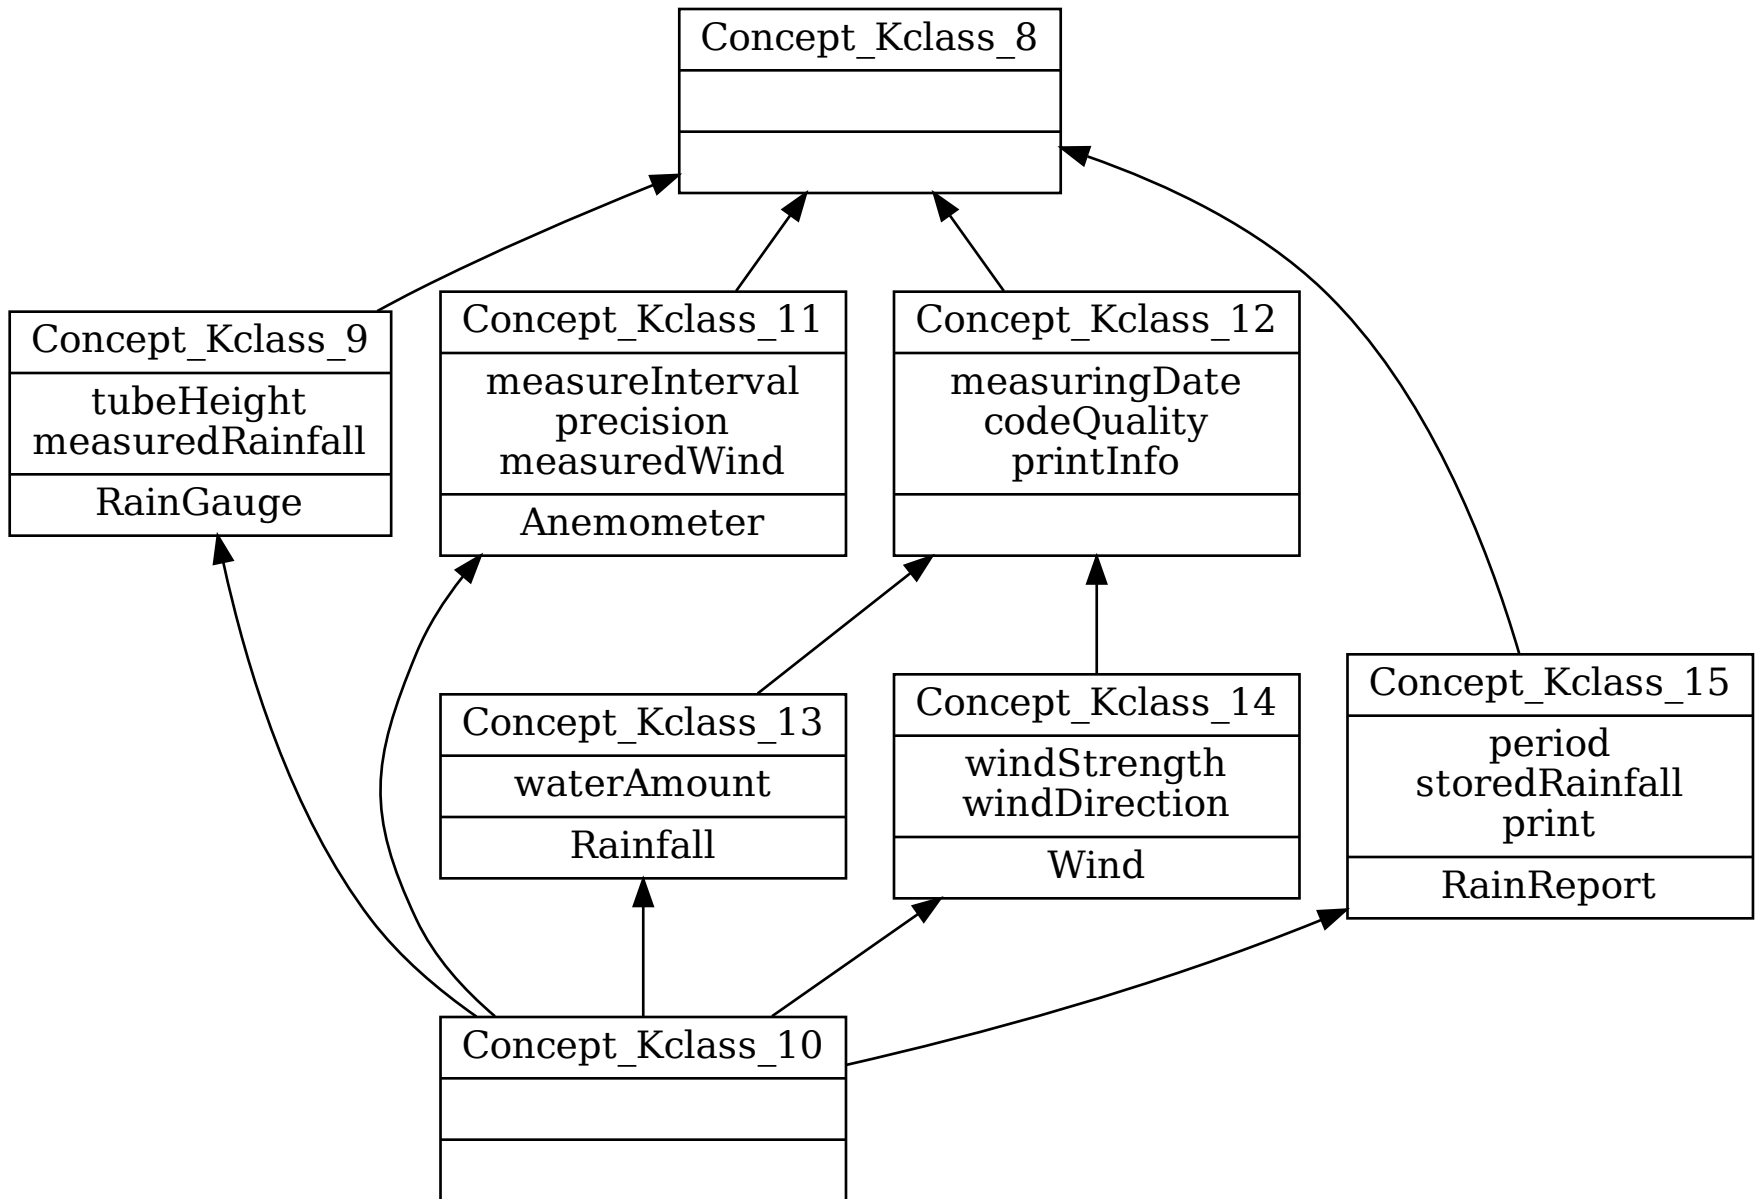 Concept_Kclass_8
Concept_Kclass_9
tubeHeight
measuredRainfall
RainGauge
Concept_Kclass_11
measureInterval
precision
measuredWind
Anemometer
Concept_Kclass_12
measuringDate
codeQuality
printInfo
Concept_Kclass_13
waterAmount
Rainfall
Concept_Kclass_14
windStrength
windDirection
Wind
Concept_Kclass_15
period
storedRainfall
print
RainReport
Concept_Kclass_10